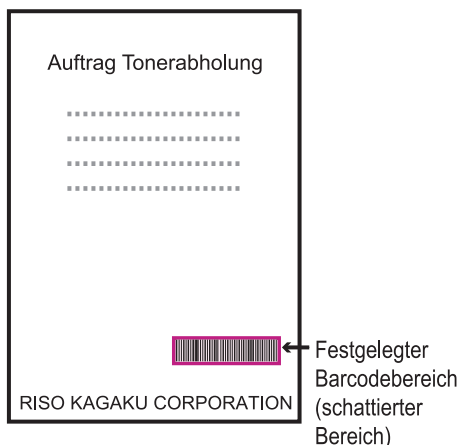 Auftrag Tonerabholung
Festgelegter
Barcodebereich
(schattierter
Bereich)
RISO KAGAKU CORPORATION